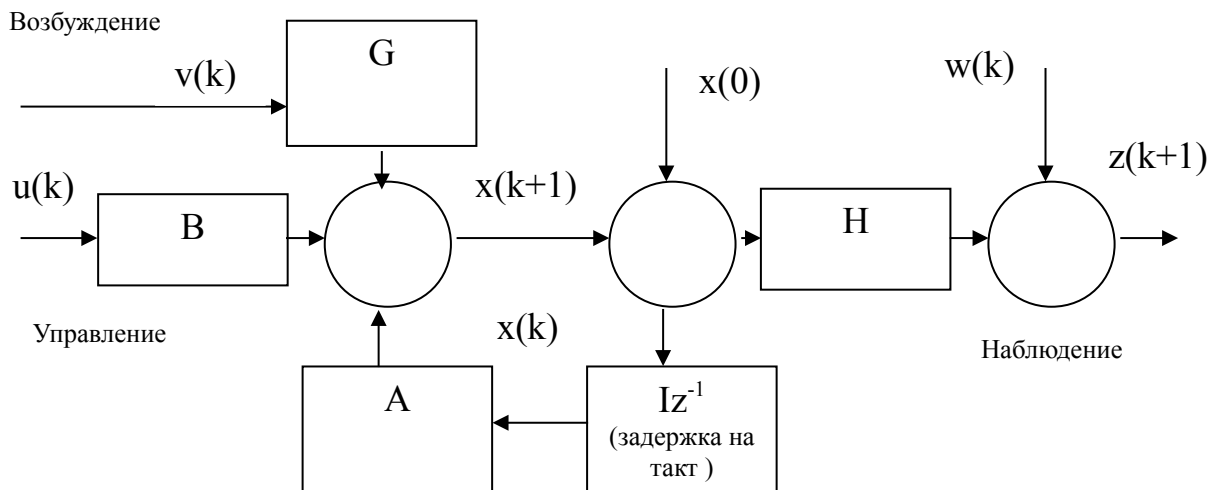 Возбуждение
G
v(k)
x(0)
w(k)
z(k+1)
u(k)
B
x(k+1)
H
Управление
x(k)
Наблюдение
A
Iz⁻¹
(задержка на
такт )